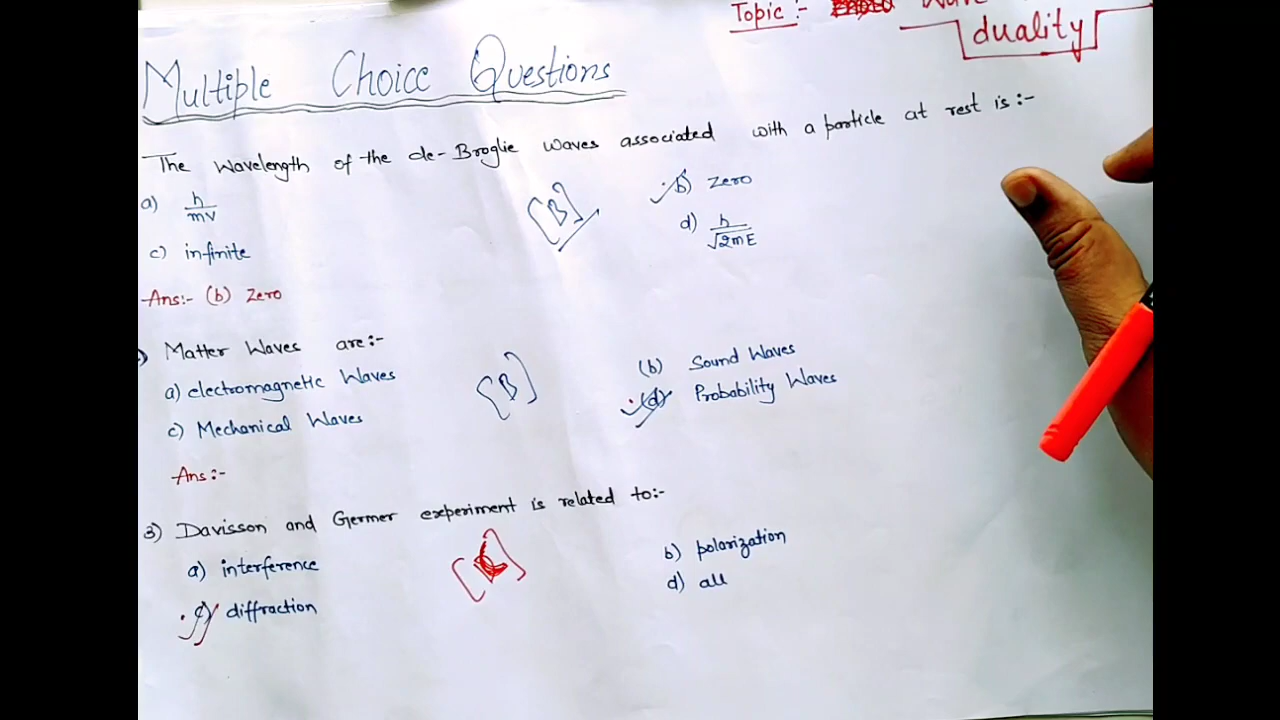 Topic :-
duality
Multiple Choice Questions
The Wavelength of the de-Broglie waves associated with a particle at rest is :-
a) h/mv
[B]
b) Zero
c) infinite
d) h/√2mE
Ans:- (b) Zero
) Matter Waves are:-
a) electromagnetic Waves
[B]
(b) Sound Waves
c) Mechanical Waves
(d) Probability Waves
Ans:-
3) Davisson and Germer experiment is related to:-
a) interference
b) polarization
c) diffraction
d) all